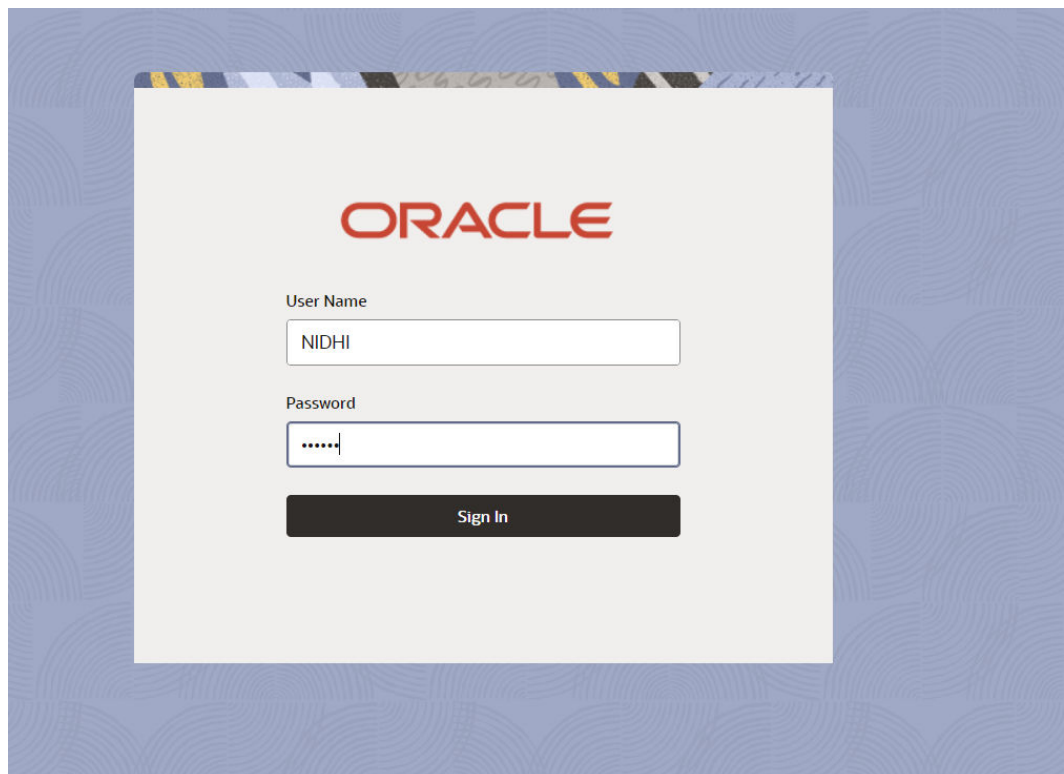 ORACLE
User Name
NIDHI
Password
••••••
Sign In